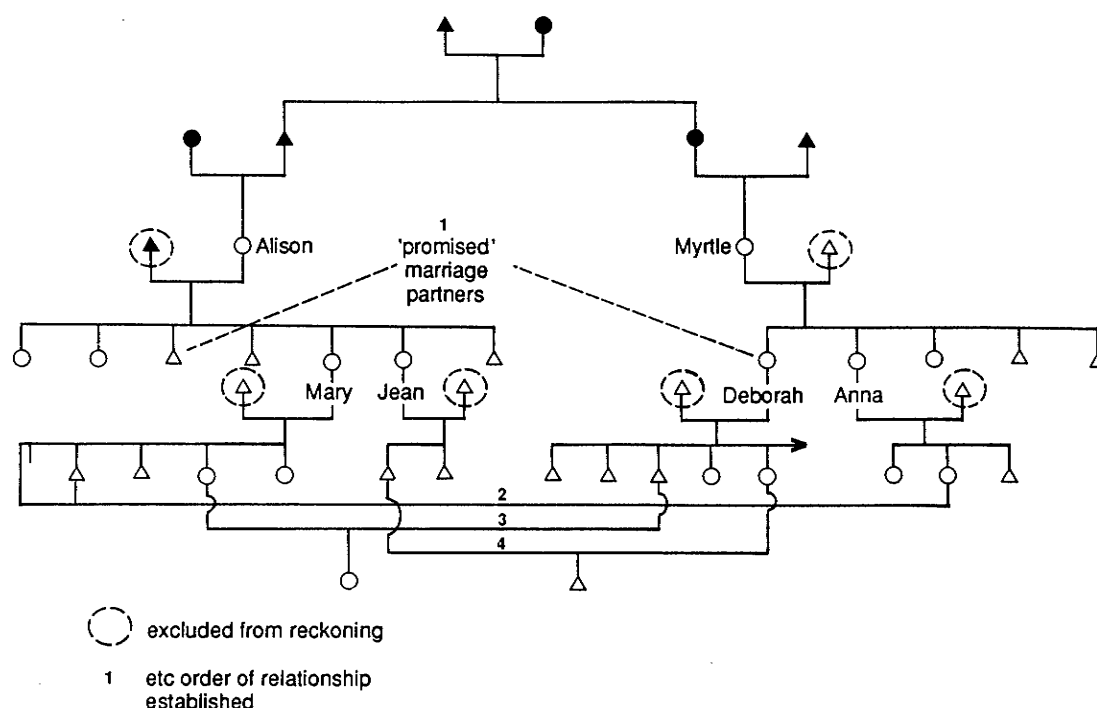 Alison
1
'promised'
marriage
partners
Myrtle
Mary
Jean
Deborah
Anna
2
3
4
excluded from reckoning
1 etc order of relationship
established